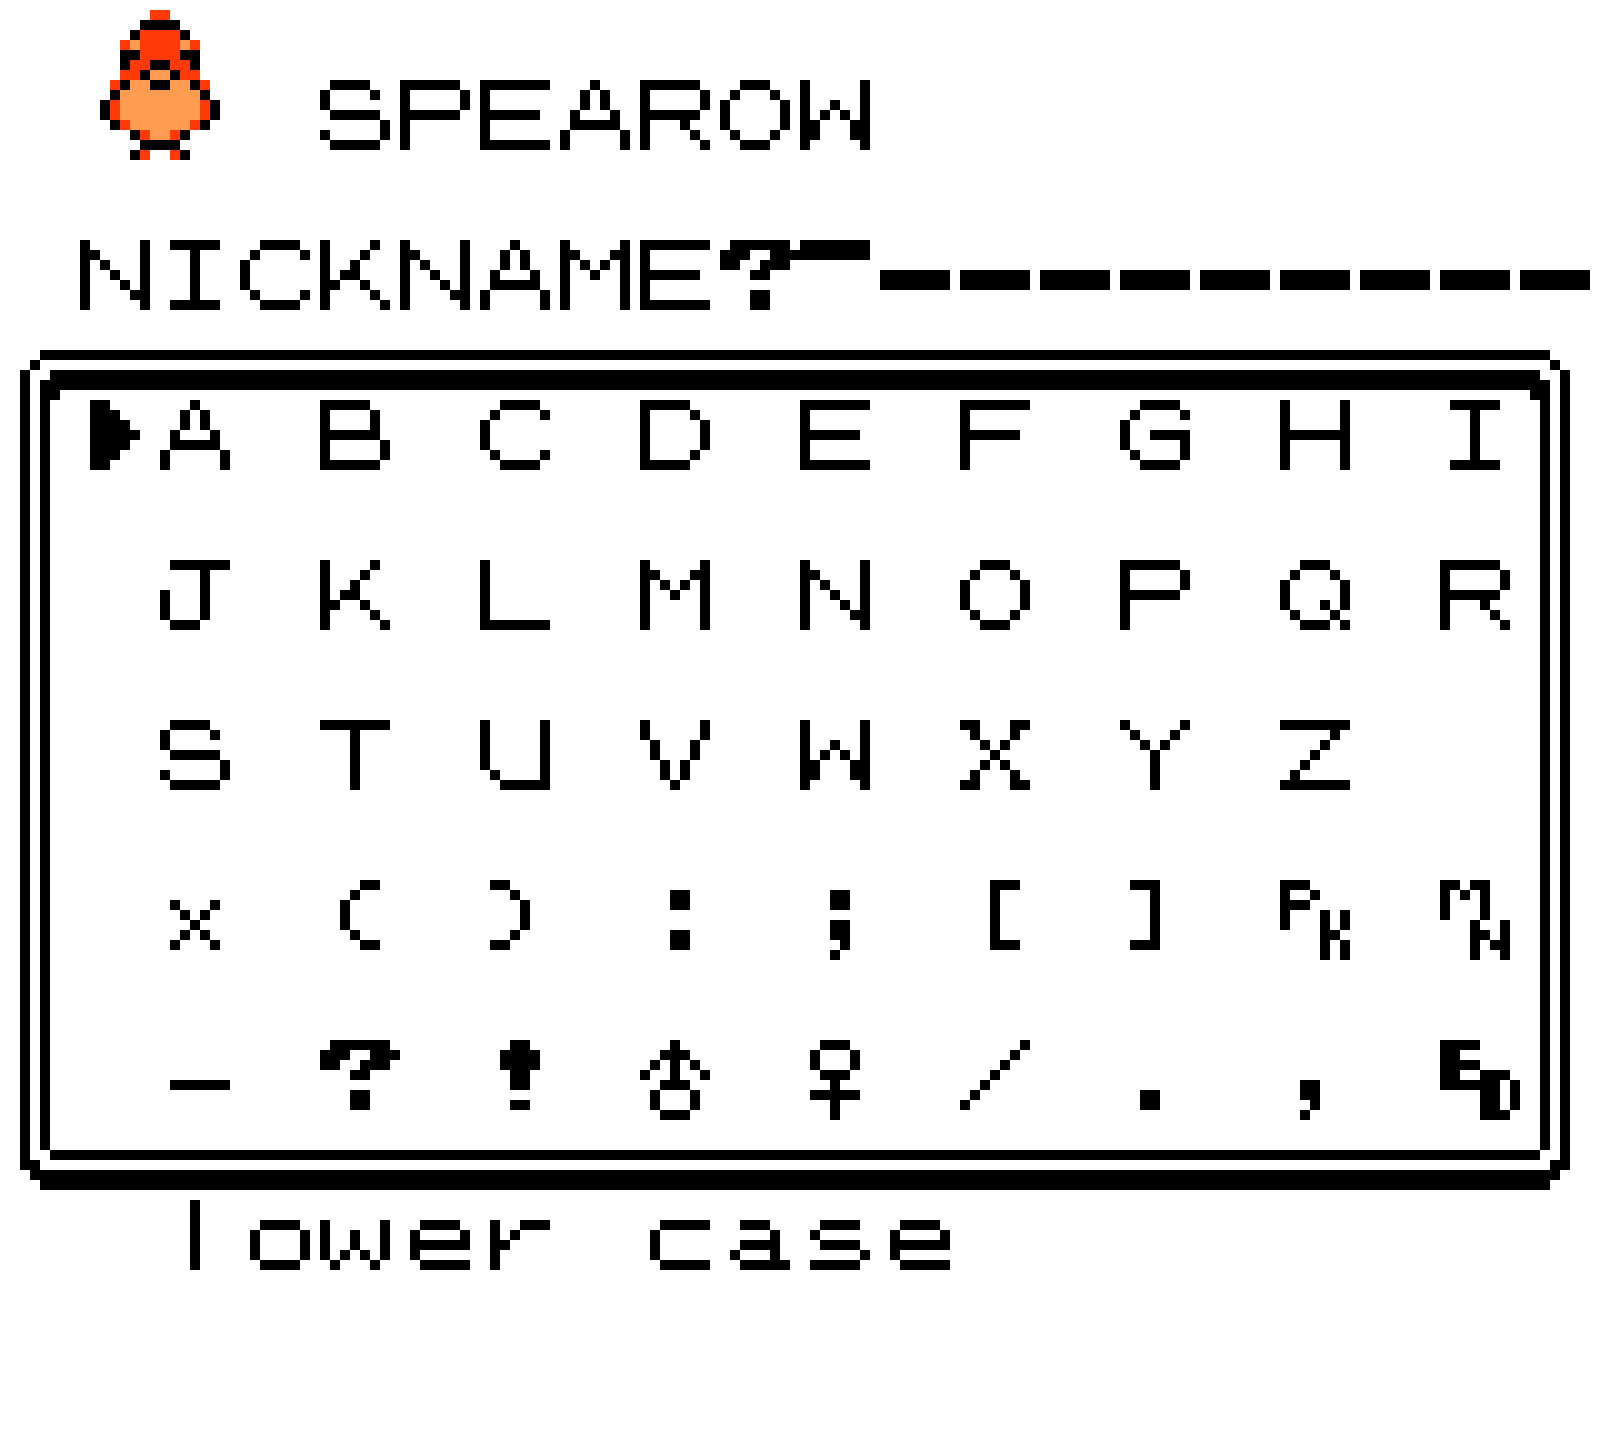 SPEAROW
NICKNAME?
A B C D E F G H I
J K L M N O P Q R
S T U V W X Y Z
× ( ) : ; [ ] PK MN
- ? ! ♂ ♀ / . , ED
lower case